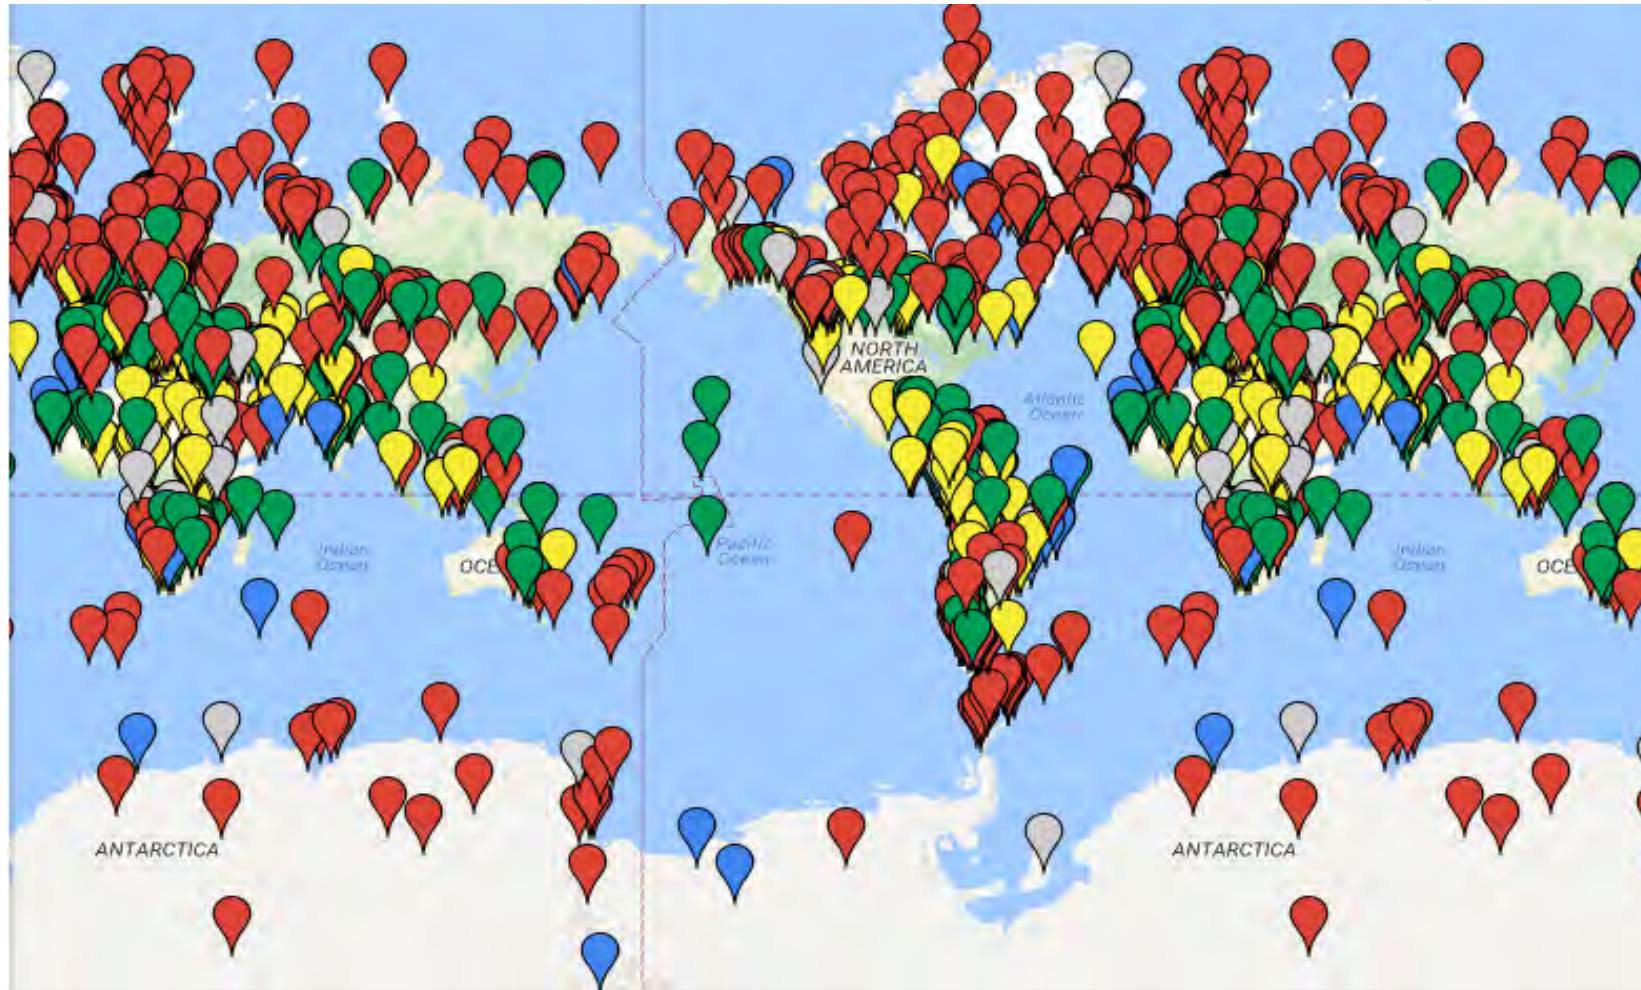 NORTH
AMERICA
Atlantic
Ocean
Indian
Ocean
OCE
Pacific
Ocean
Indian
Ocean
OCE
ANTARCTICA
ANTARCTICA